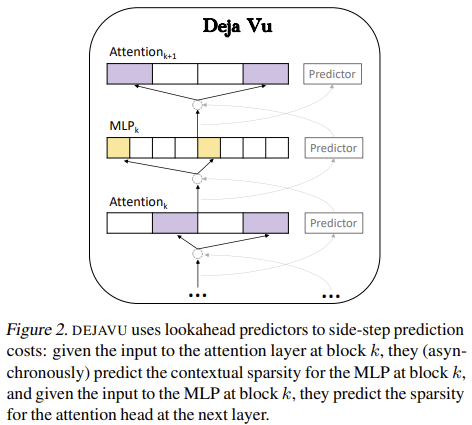 Deja Vu
Attentionk+1
Predictor
MLPk
Predictor
Attentionk
Predictor
... ...
Figure 2. DEJAVU uses lookahead predictors to side-step prediction
costs: given the input to the attention layer at block k, they (asyn-
chronously) predict the contextual sparsity for the MLP at block k,
and given the input to the MLP at block k, they predict the sparsity
for the attention head at the next layer.